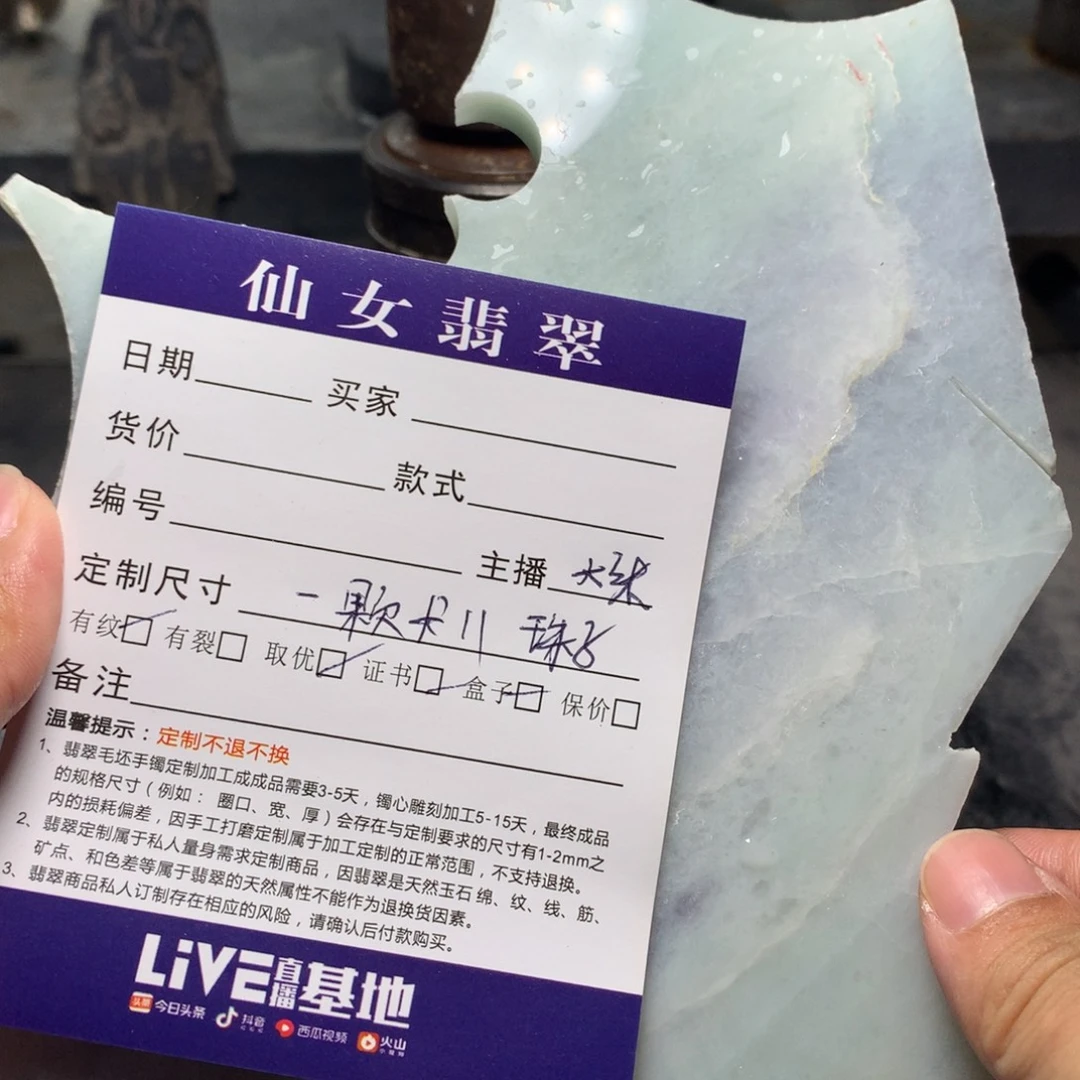 仙女翡翠
日期 买家
货价 款式
编号 主播
定制尺寸 一颗卡11 珠子
有纹 有裂 取优 证书 盒子 保价
备注
温馨提示：定制不退不换
1、翡翠毛坯手镯定制加工成成品需要3-5天，镯心雕刻加工5-15天，最终成品
的规格尺寸（例如： 圈口、宽、厚）会存在与定制要求的尺寸有1-2mm之
内的损耗偏差，因手工打磨定制属于加工定制的正常范围，不支持退换。
2、翡翠定制属于私人量身需求定制商品，因翡翠是天然玉石 绵、纹、线、筋、
矿点、和色差等属于翡翠的天然属性不能作为退换货因素。
3、翡翠商品私人订制存在相应的风险，请确认后付款购买。
LiVE直播基地
头条 今日头条 抖音 西瓜视频 火山